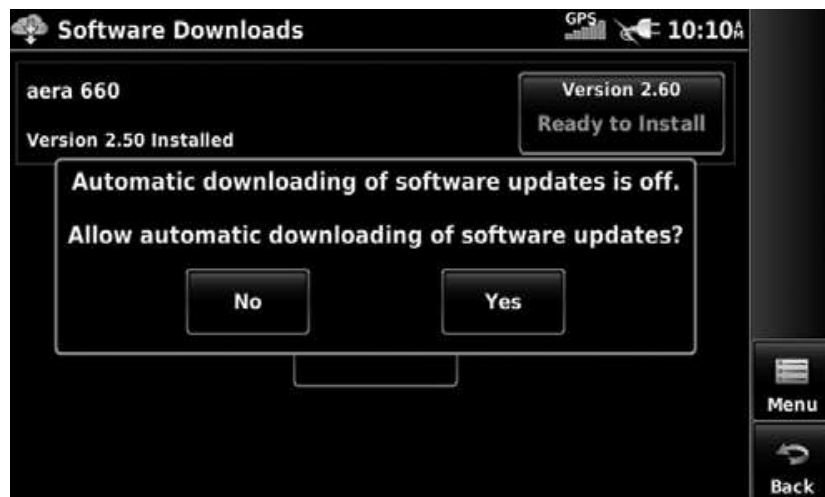 Software Downloads
GPS
10:10AM
aera 660
Version 2.60
Ready to Install
Version 2.50 Installed
Automatic downloading of software updates is off.
Allow automatic downloading of software updates?
No
Yes
Menu
Back